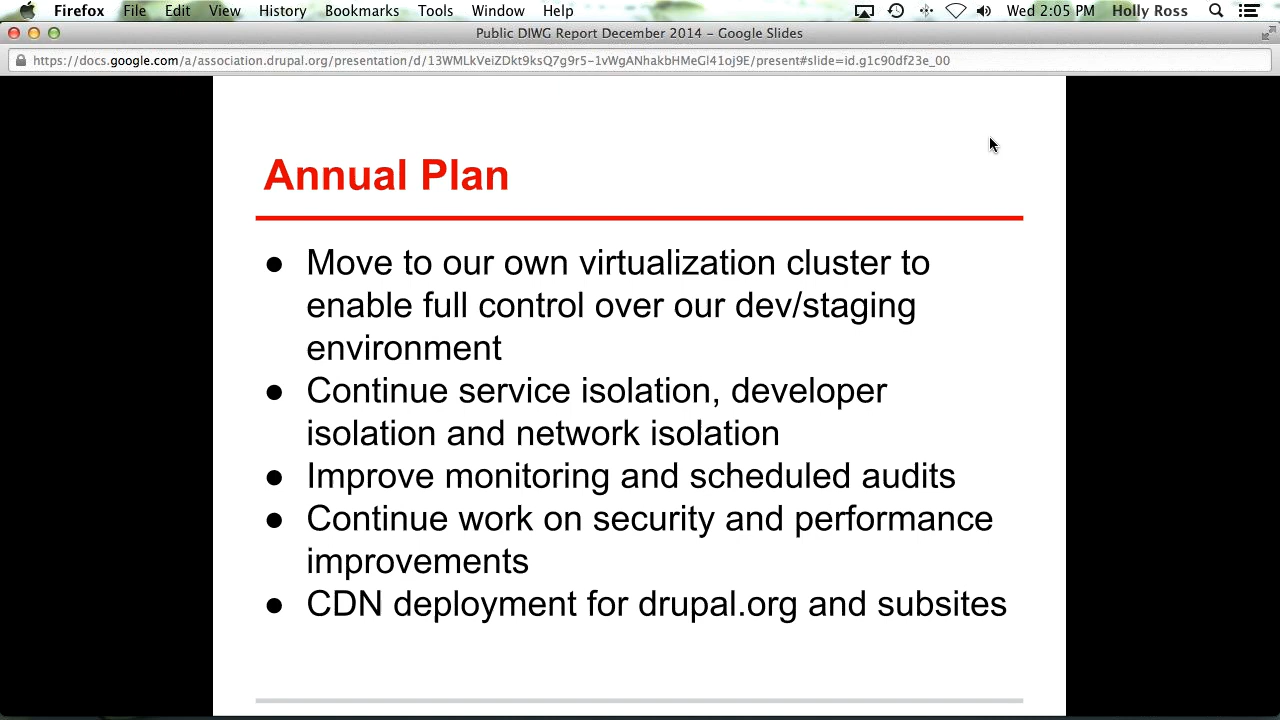 Firefox File Edit View History Bookmarks Tools Window Help Wed 2:05 PM Holly Ross
Public DIWG Report December 2014 – Google Slides
https://docs.google.com/a/association.drupal.org/presentation/d/13WMLkVeiZDkt9ksQ7g9r5-1vWgANhakbHMeGl41oj9E/present#slide=id.g1c90df23e_00
Annual Plan
● Move to our own virtualization cluster to
enable full control over our dev/staging
environment
● Continue service isolation, developer
isolation and network isolation
● Improve monitoring and scheduled audits
● Continue work on security and performance
improvements
● CDN deployment for drupal.org and subsites